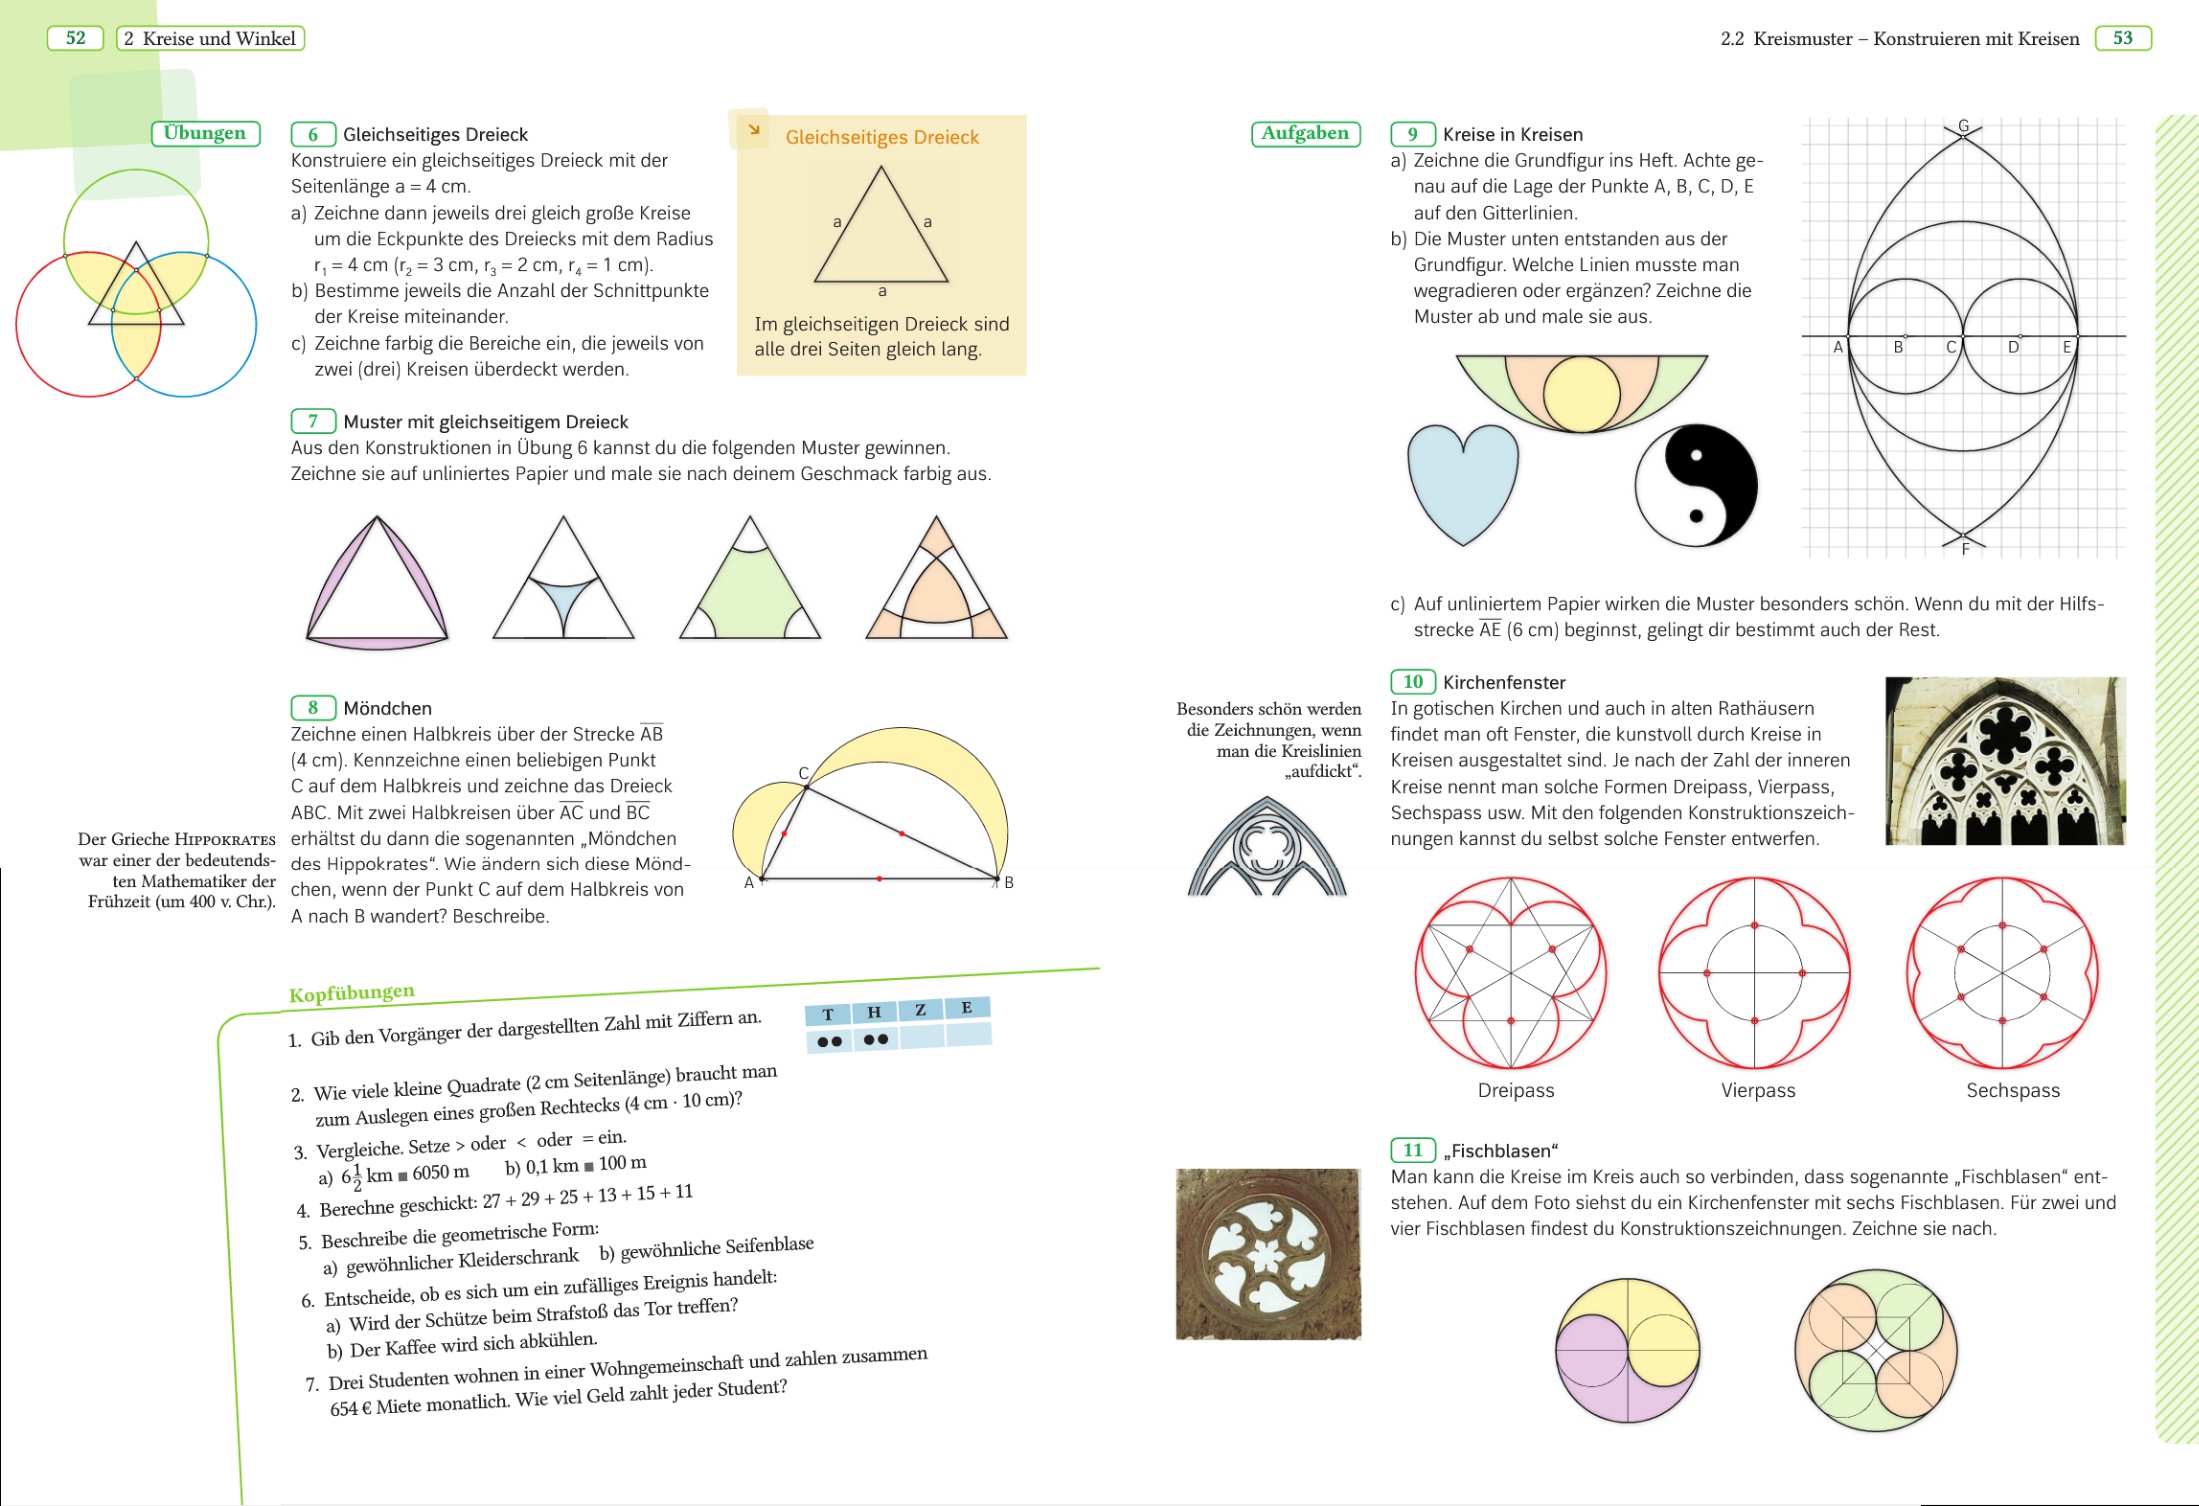 52
2 Kreise und Winkel
Übungen
6 Gleichseitiges Dreieck
Konstruiere ein gleichseitiges Dreieck mit der
Seitenlänge a = 4 cm.
a) Zeichne dann jeweils drei gleich große Kreise
um die Eckpunkte des Dreiecks mit dem Radius
r₁ = 4 cm (r₂ = 3 cm, r₃ = 2 cm, r₄ = 1 cm).
b) Bestimme jeweils die Anzahl der Schnittpunkte
der Kreise miteinander.
c) Zeichne farbig die Bereiche ein, die jeweils von
zwei (drei) Kreisen überdeckt werden.
Gleichseitiges Dreieck
a
a
a
Im gleichseitigen Dreieck sind
alle drei Seiten gleich lang.
7 Muster mit gleichseitigem Dreieck
Aus den Konstruktionen in Übung 6 kannst du die folgenden Muster gewinnen.
Zeichne sie auf unliniertes Papier und male sie nach deinem Geschmack farbig aus.
8 Möndchen
Zeichne einen Halbkreis über der Strecke A̅B̅
(4 cm). Kennzeichne einen beliebigen Punkt
C auf dem Halbkreis und zeichne das Dreieck
ABC. Mit zwei Halbkreisen über A̅C̅ und B̅C̅
erhältst du dann die sogenannten „Möndchen
des Hippokrates“. Wie ändern sich diese Mönd-
chen, wenn der Punkt C auf dem Halbkreis von
A nach B wandert? Beschreibe.
Der Grieche HIPPOKRATES
war einer der bedeutends-
ten Mathematiker der
Frühzeit (um 400 v. Chr.).
C
A
B
Kopfübungen
1. Gib den Vorgänger der dargestellten Zahl mit Ziffern an.
T H Z E
2. Wie viele kleine Quadrate (2 cm Seitenlänge) braucht man
zum Auslegen eines großen Rechtecks (4 cm · 10 cm)?
3. Vergleiche. Setze > oder < oder = ein.
a) 6½ km ■ 6050 m b) 0,1 km ■ 100 m
4. Berechne geschickt: 27 + 29 + 25 + 13 + 15 + 11
5. Beschreibe die geometrische Form:
a) gewöhnlicher Kleiderschrank b) gewöhnliche Seifenblase
6. Entscheide, ob es sich um ein zufälliges Ereignis handelt:
a) Wird der Schütze beim Strafstoß das Tor treffen?
b) Der Kaffee wird sich abkühlen.
7. Drei Studenten wohnen in einer Wohngemeinschaft und zahlen zusammen
654 € Miete monatlich. Wie viel Geld zahlt jeder Student?
2.2 Kreismuster – Konstruieren mit Kreisen
53
Aufgaben
9 Kreise in Kreisen
a) Zeichne die Grundfigur ins Heft. Achte ge-
nau auf die Lage der Punkte A, B, C, D, E
auf den Gitterlinien.
b) Die Muster unten entstanden aus der
Grundfigur. Welche Linien musste man
wegradieren oder ergänzen? Zeichne die
Muster ab und male sie aus.
G
A B C D E
F
c) Auf unliniertem Papier wirken die Muster besonders schön. Wenn du mit der Hilfs-
strecke A̅E̅ (6 cm) beginnst, gelingt dir bestimmt auch der Rest.
10 Kirchenfenster
In gotischen Kirchen und auch in alten Rathäusern
findet man oft Fenster, die kunstvoll durch Kreise in
Kreisen ausgestaltet sind. Je nach der Zahl der inneren
Kreise nennt man solche Formen Dreipass, Vierpass,
Sechspass usw. Mit den folgenden Konstruktionszeich-
nungen kannst du selbst solche Fenster entwerfen.
Besonders schön werden
die Zeichnungen, wenn
man die Kreislinien
„aufdickt“.
Dreipass
Vierpass
Sechspass
11 „Fischblasen“
Man kann die Kreise im Kreis auch so verbinden, dass sogenannte „Fischblasen“ ent-
stehen. Auf dem Foto siehst du ein Kirchenfenster mit sechs Fischblasen. Für zwei und
vier Fischblasen findest du Konstruktionszeichnungen. Zeichne sie nach.